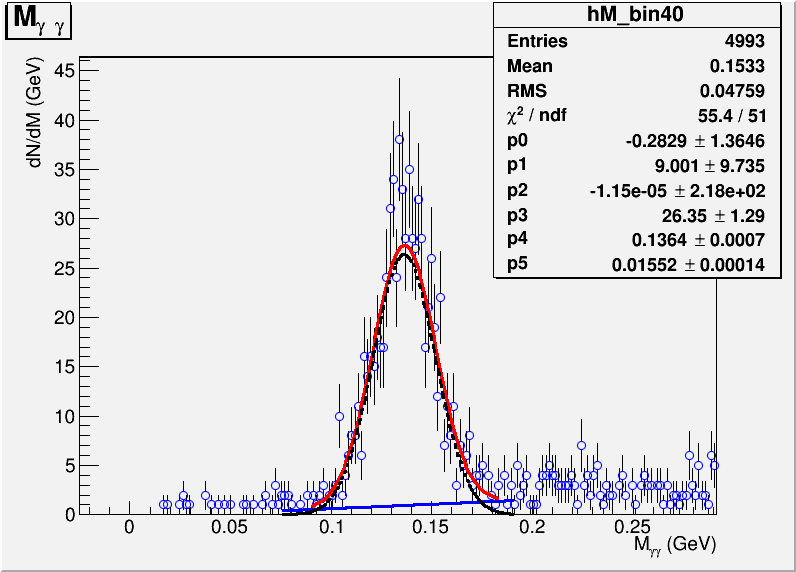 M γ γ
hM_bin40
Entries 4993
Mean 0.1533
RMS 0.04759
χ² / ndf 55.4 / 51
p0 -0.2829 ± 1.3646
p1 9.001 ± 9.735
p2 -1.15e-05 ± 2.18e+02
p3 26.35 ± 1.29
p4 0.1364 ± 0.0007
p5 0.01552 ± 0.00014
dN/dM (GeV)
45
40
35
30
25
20
15
10
5
0
0 0.05 0.1 0.15 0.2 0.25
Mγγ (GeV)